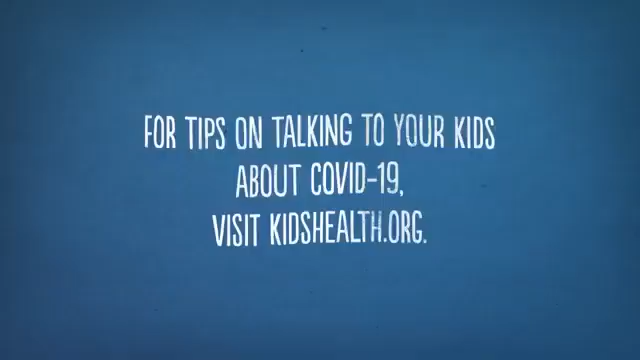 FOR TIPS ON TALKING TO YOUR KIDS
ABOUT COVID-19,
VISIT KIDSHEALTH.ORG.